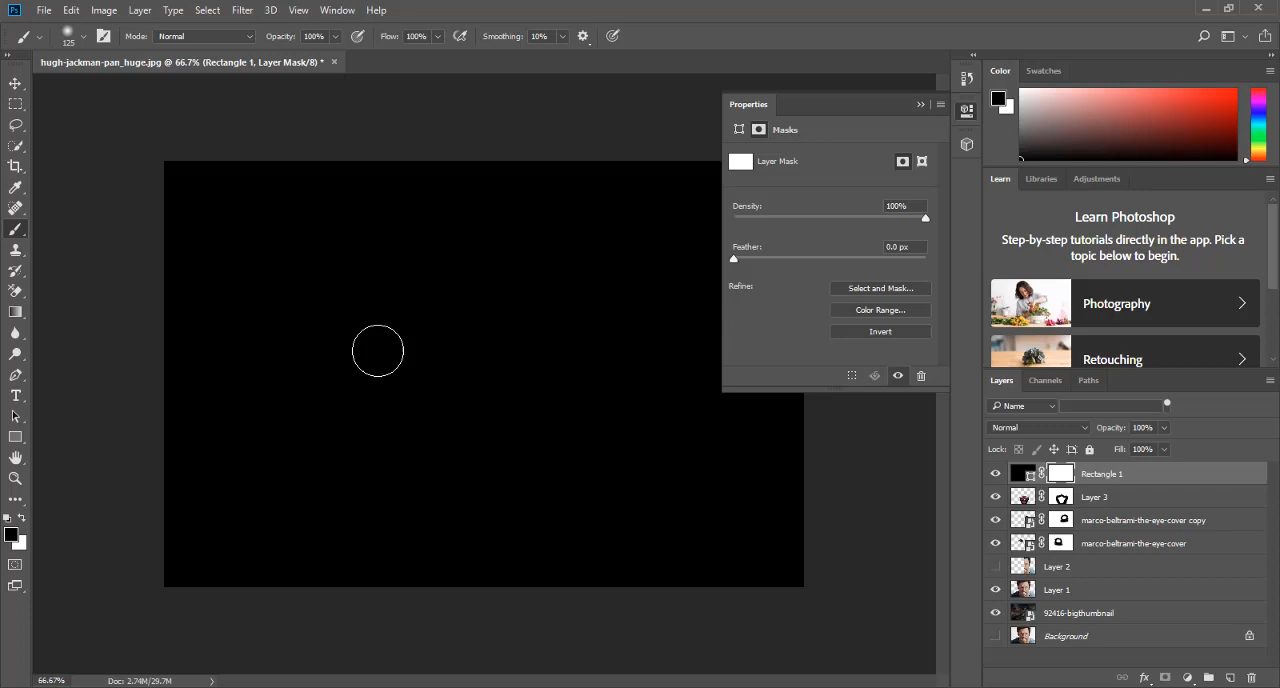 Ps File Edit Image Layer Type Select Filter 3D View Window Help
125 Mode: Normal Opacity: 100% Flow: 100% Smoothing: 10%
hugh-jackman-pan_huge.jpg @ 66.7% (Rectangle 1, Layer Mask/8) * ×
Properties
Masks
Layer Mask
Density: 100%
Feather: 0.0 px
Refine: Select and Mask...
Color Range...
Invert
Color Swatches
Learn Libraries Adjustments
Learn Photoshop
Step-by-step tutorials directly in the app. Pick a
topic below to begin.
Photography
Retouching
Layers Channels Paths
Name
Normal Opacity: 100%
Lock: Fill: 100%
Rectangle 1
Layer 3
marco-beltrami-the-eye-cover copy
marco-beltrami-the-eye-cover
Layer 2
Layer 1
92416-bigthumbnail
Background
fx
66.67% Doc: 2.74M/29.7M